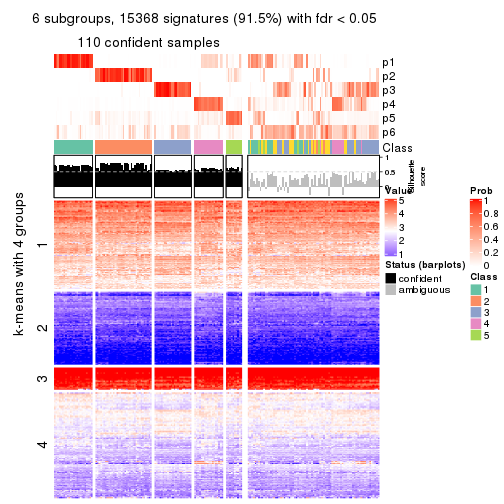 6 subgroups, 15368 signatures (91.5%) with fdr < 0.05
110 confident samples
p1
p2
p3
p4
p5
p6
Class
1
0.5
0
Silhouette
score
k-means with 4 groups
1
2
3
4
Value
5
4
3
2
1
Status (barplots)
confident
ambiguous
Prob
1
0.8
0.6
0.4
0.2
0
Class
1
2
3
4
5